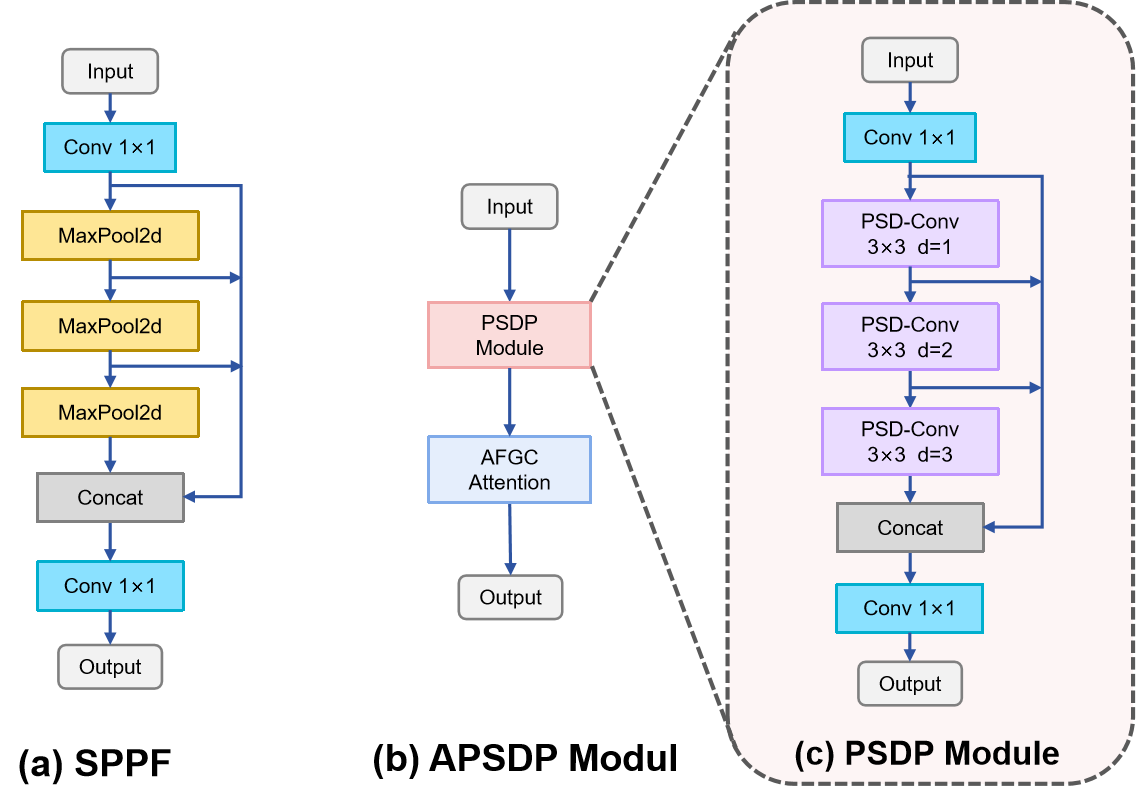 Input
Conv 1×1
MaxPool2d
MaxPool2d
MaxPool2d
Concat
Conv 1×1
Output
(a) SPPF
Input
PSDP
Module
AFGC
Attention
Output
(b) APSDP Modul
Input
Conv 1×1
PSD-Conv
3×3 d=1
PSD-Conv
3×3 d=2
PSD-Conv
3×3 d=3
Concat
Conv 1×1
Output
(c) PSDP Module